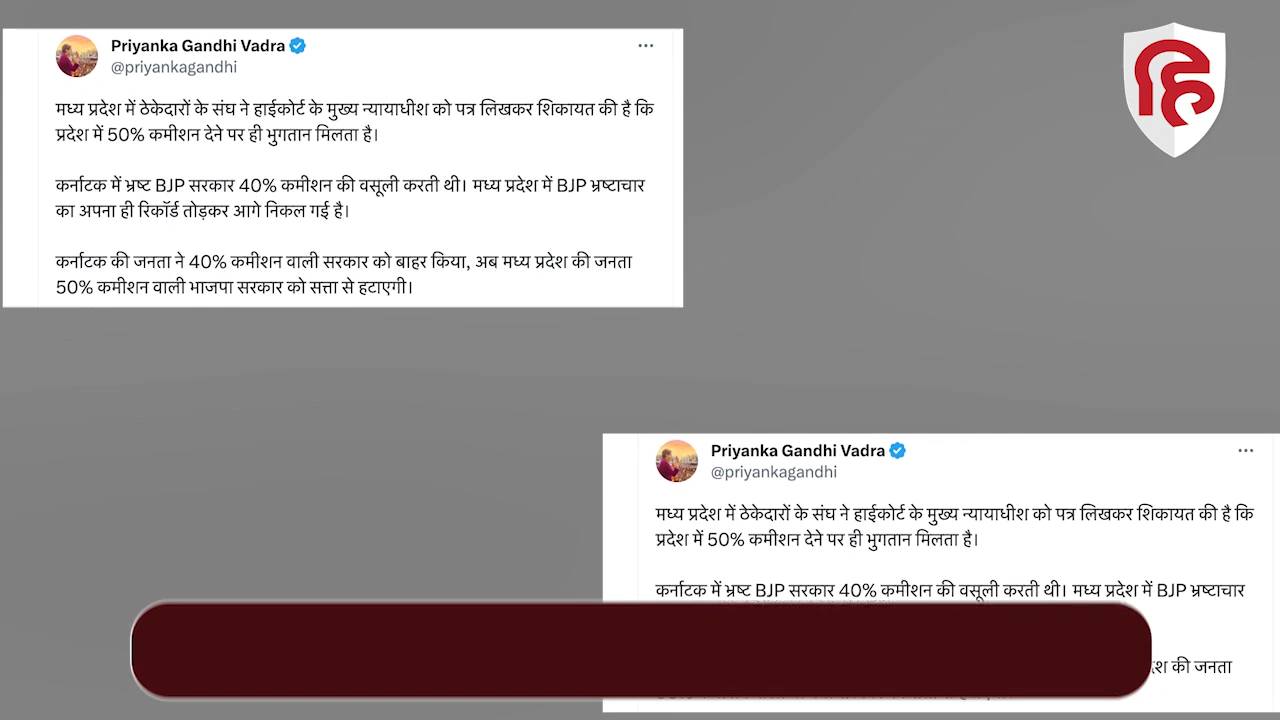 Priyanka Gandhi Vadra
@priyankagandhi
मध्य प्रदेश में ठेकेदारों के संघ ने हाईकोर्ट के मुख्य न्यायाधीश को पत्र लिखकर शिकायत की है कि
प्रदेश में 50% कमीशन देने पर ही भुगतान मिलता है।
कर्नाटक में भ्रष्ट BJP सरकार 40% कमीशन की वसूली करती थी। मध्य प्रदेश में BJP भ्रष्टाचार
का अपना ही रिकॉर्ड तोड़कर आगे निकल गई है।
कर्नाटक की जनता ने 40% कमीशन वाली सरकार को बाहर किया, अब मध्य प्रदेश की जनता
50% कमीशन वाली भाजपा सरकार को सत्ता से हटाएगी।
हि
Priyanka Gandhi Vadra
@priyankagandhi
मध्य प्रदेश में ठेकेदारों के संघ ने हाईकोर्ट के मुख्य न्यायाधीश को पत्र लिखकर शिकायत की है कि
प्रदेश में 50% कमीशन देने पर ही भुगतान मिलता है।
कर्नाटक में भ्रष्ट BJP सरकार 40% कमीशन की वसूली करती थी। मध्य प्रदेश में BJP भ्रष्टाचार
की जनता